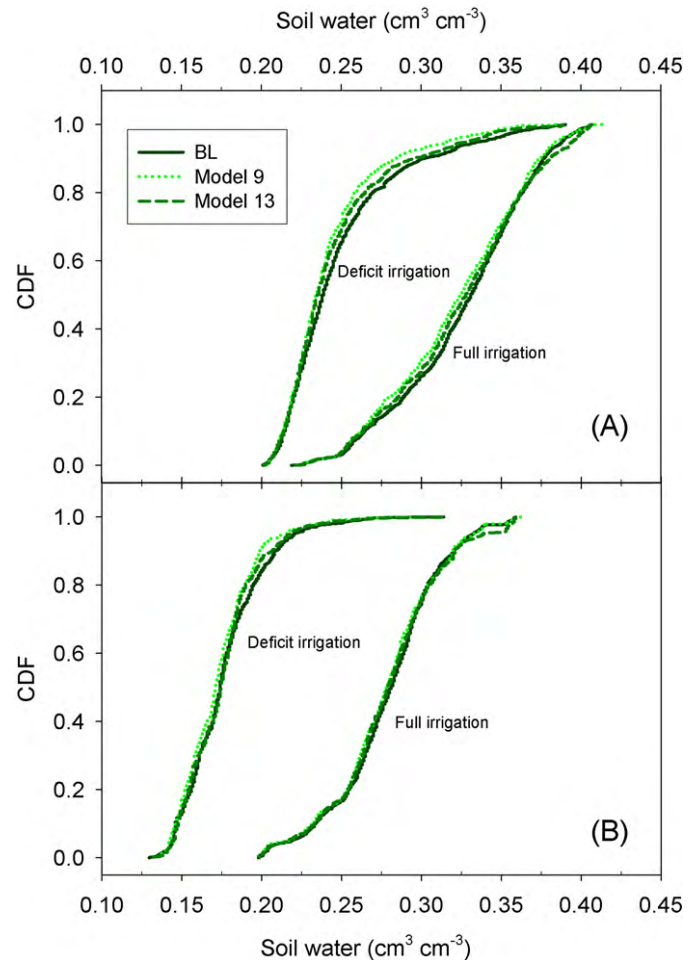 Soil water (cm³ cm⁻³)
0.10 0.15 0.20 0.25 0.30 0.35 0.40 0.45
1.0
0.8
0.6
0.4
0.2
0.0
CDF
BL
Model 9
Model 13
Deficit irrigation
Full irrigation
(A)
1.0
0.8
0.6
0.4
0.2
0.0
CDF
Deficit irrigation
Full irrigation
(B)
0.10 0.15 0.20 0.25 0.30 0.35 0.40 0.45
Soil water (cm³ cm⁻³)